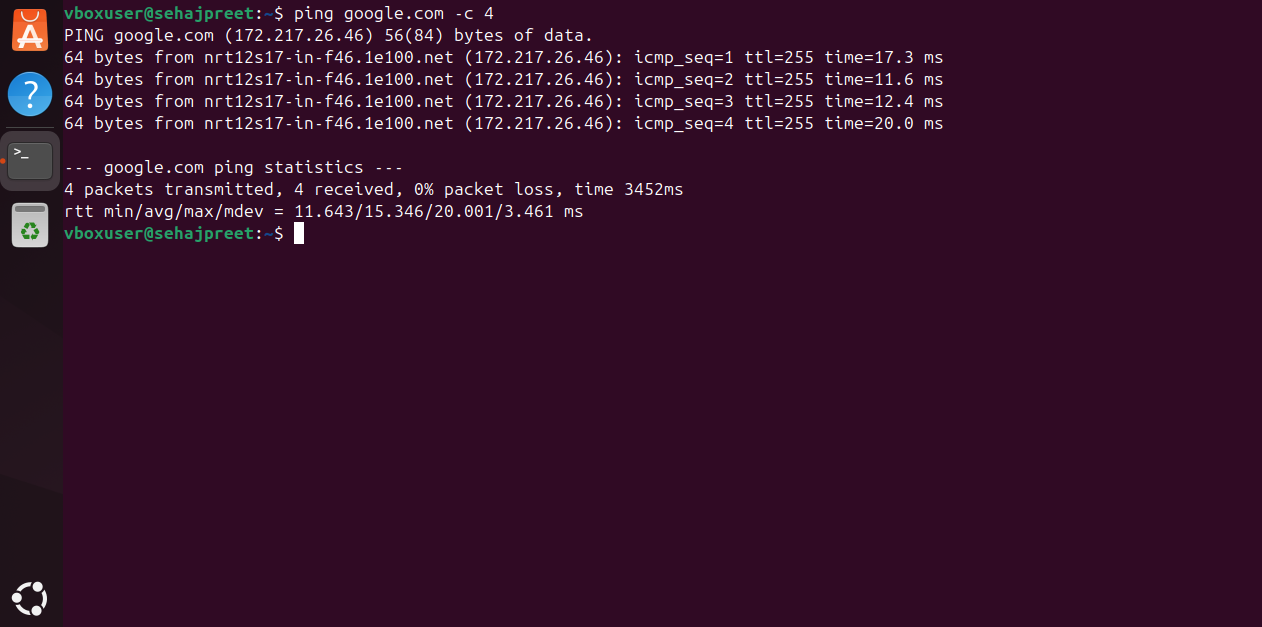 vboxuser@sehajpreet:~$ ping google.com -c 4
PING google.com (172.217.26.46) 56(84) bytes of data.
64 bytes from nrt12s17-in-f46.1e100.net (172.217.26.46): icmp_seq=1 ttl=255 time=17.3 ms
64 bytes from nrt12s17-in-f46.1e100.net (172.217.26.46): icmp_seq=2 ttl=255 time=11.6 ms
64 bytes from nrt12s17-in-f46.1e100.net (172.217.26.46): icmp_seq=3 ttl=255 time=12.4 ms
64 bytes from nrt12s17-in-f46.1e100.net (172.217.26.46): icmp_seq=4 ttl=255 time=20.0 ms

--- google.com ping statistics ---
4 packets transmitted, 4 received, 0% packet loss, time 3452ms
rtt min/avg/max/mdev = 11.643/15.346/20.001/3.461 ms
vboxuser@sehajpreet:~$